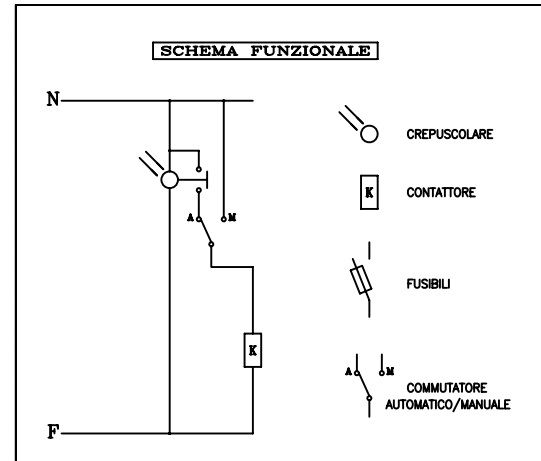 SCHEMA FUNZIONALE
N
CREPUSCOLARE
K
CONTATTORE
A M
FUSIBILI
K
A M
COMMUTATORE
AUTOMATICO/MANUALE
F